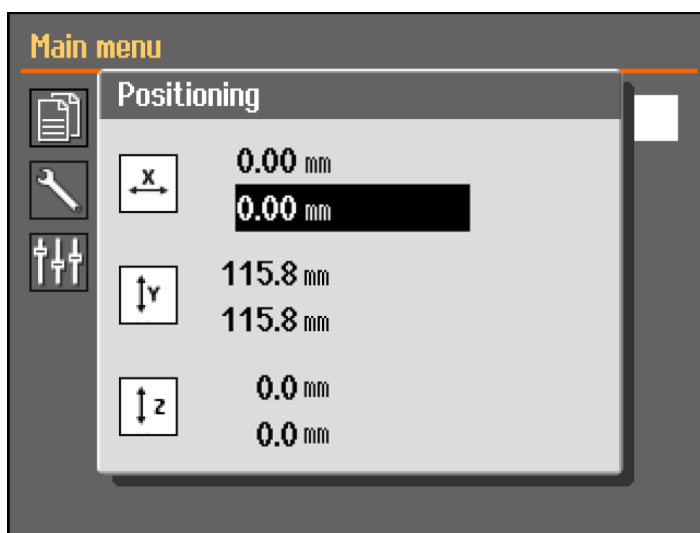 Main menu
Positioning
X
0.00 mm
0.00 mm
Y
115.8 mm
115.8 mm
Z
0.0 mm
0.0 mm